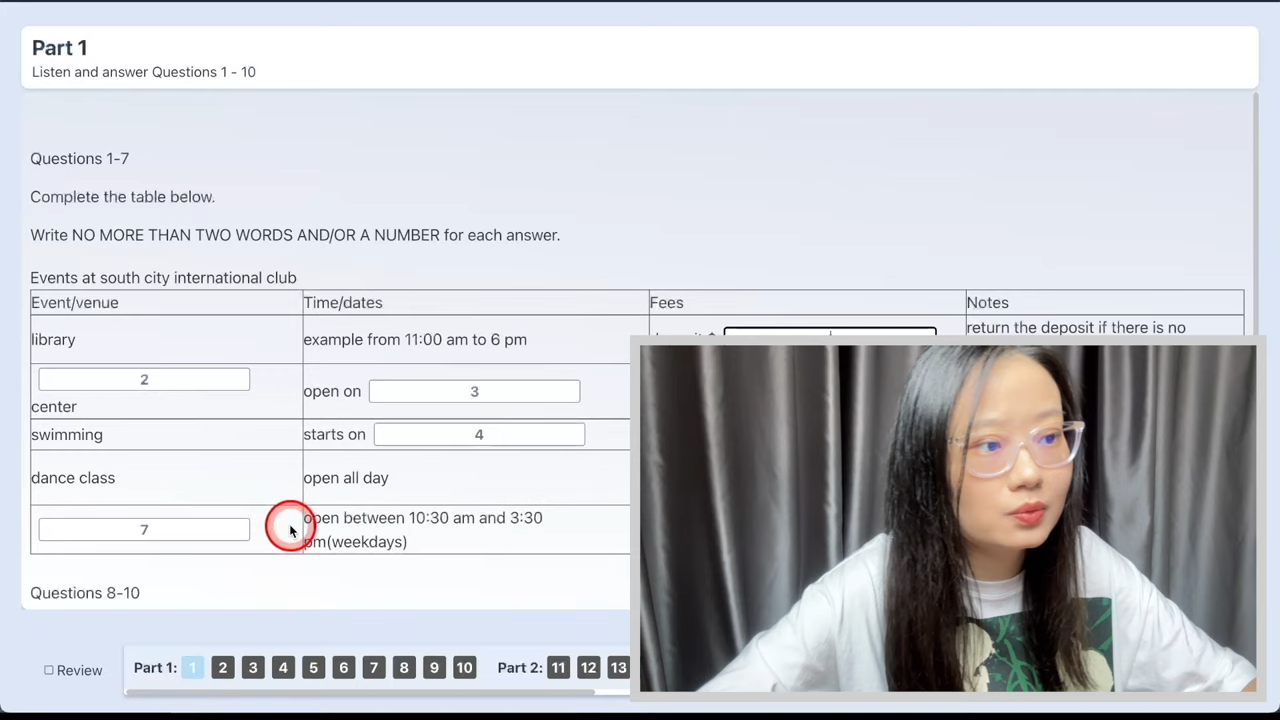 Part 1
Listen and answer Questions 1 - 10
Questions 1-7
Complete the table below.
Write NO MORE THAN TWO WORDS AND/OR A NUMBER for each answer.
Events at south city international club
Event/venue Time/dates Fees Notes
library example from 11:00 am to 6 pm return the deposit if there is no
2 center open on 3
swimming starts on 4
dance class open all day
7 open between 10:30 am and 3:30
pm(weekdays)
Questions 8-10
Review Part 1: 1 2 3 4 5 6 7 8 9 10 Part 2: 11 12 13